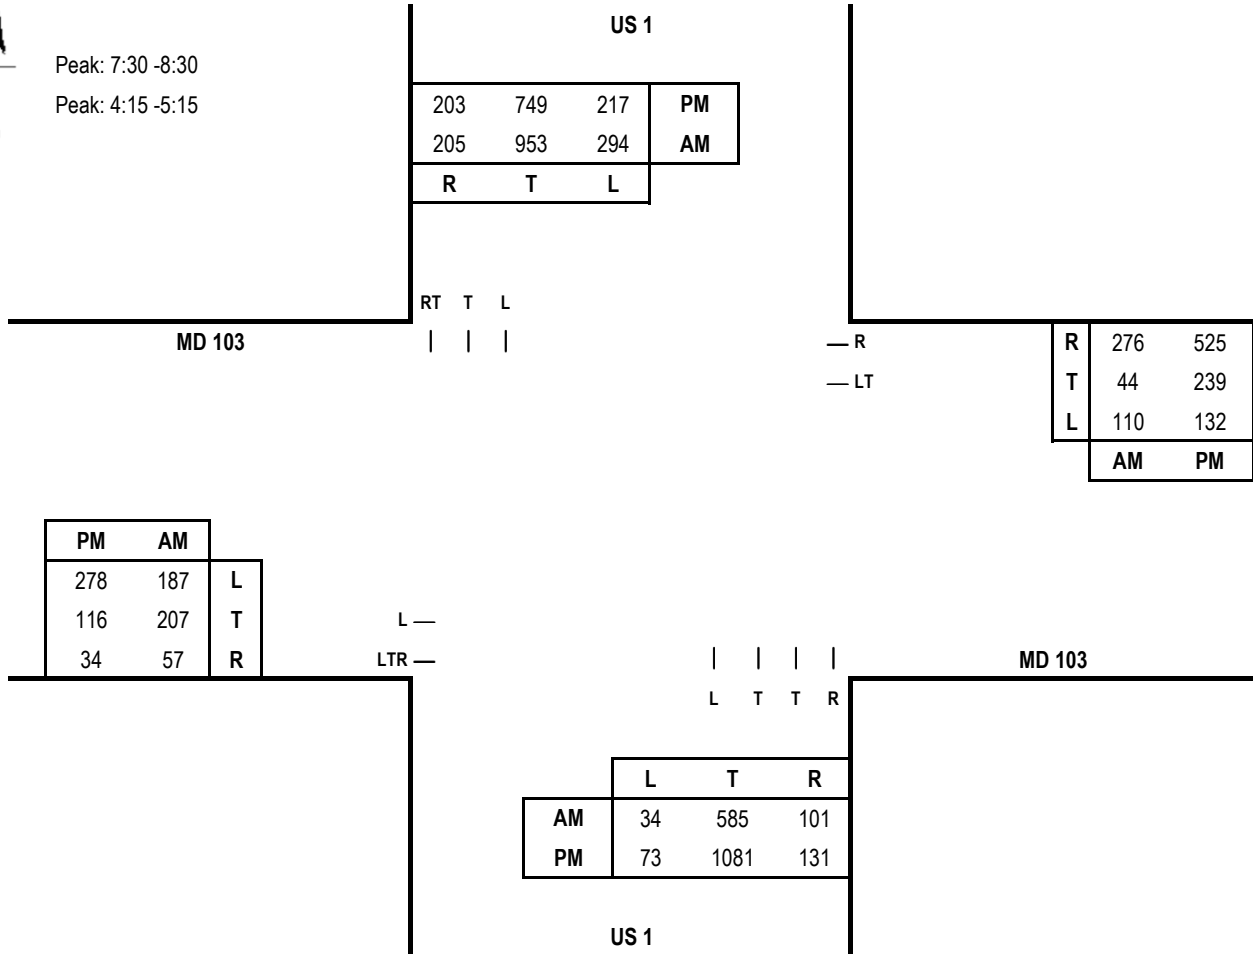 US 1
Peak: 7:30 -8:30
Peak: 4:15 -5:15
203 749 217 PM
205 953 294 AM
R T L
RT T L
MD 103
R
LT
R 276 525
T 44 239
L 110 132
AM PM
PM AM
278 187 L
116 207 T
34 57 R
L
LTR
MD 103
L T T R
L T R
AM 34 585 101
PM 73 1081 131
US 1